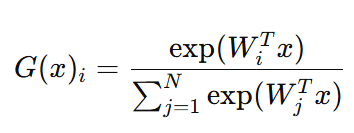 G(x)_i = \frac{\exp(W_i^T x)}{\sum_{j=1}^{N} \exp(W_j^T x)}